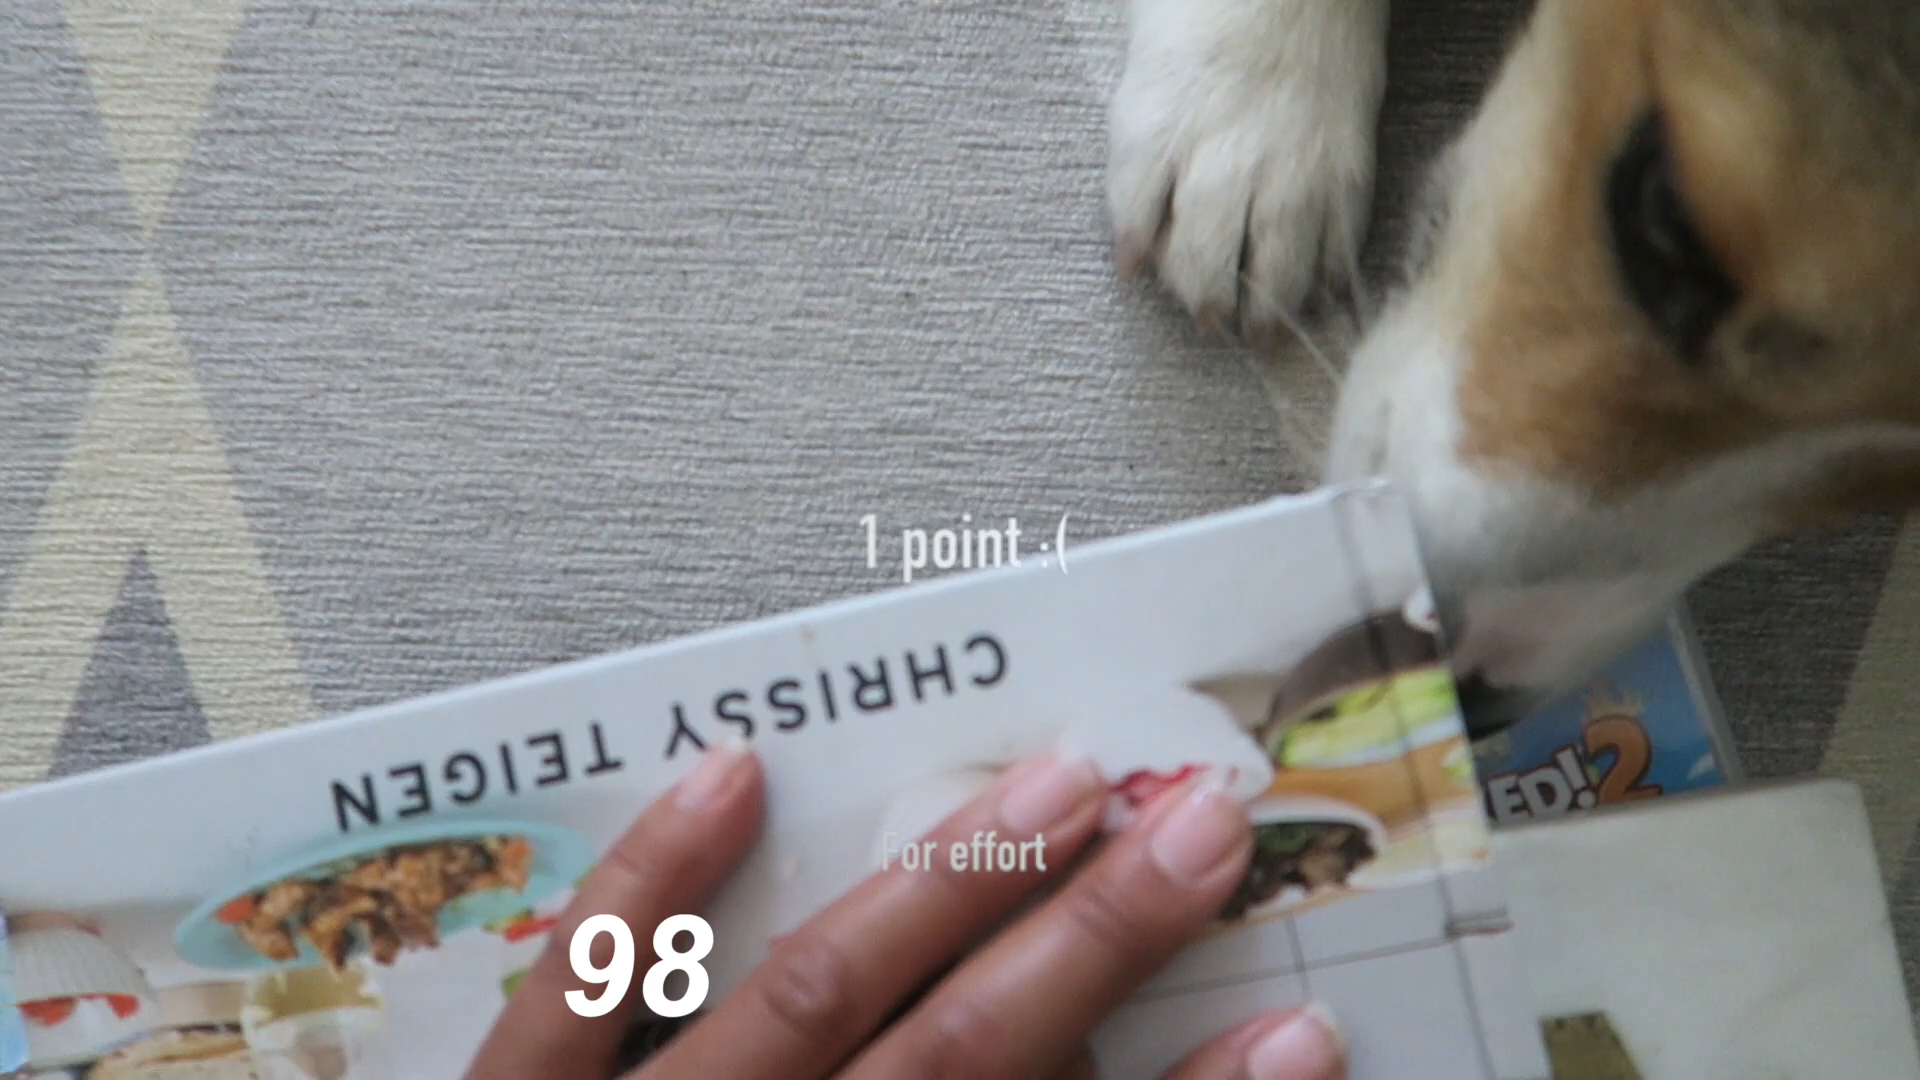 1 point :(
CHRISSY TEIGEN
ED! 2
For effort
98